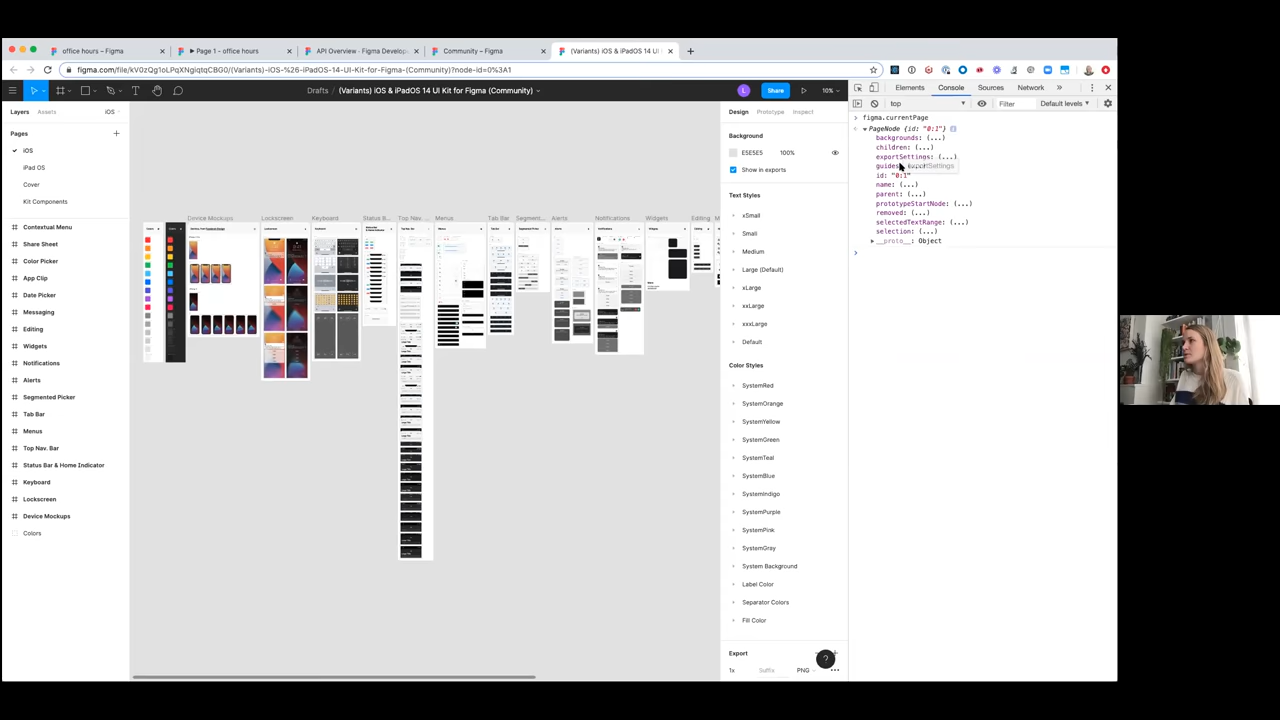 office hours – Figma
▶ Page 1 – office hours
API Overview · Figma Develop
Community – Figma
(Variants) iOS & iPadOS 14 UI
figma.com/file/kV0zQg1oLPqXNgiqtqCBG0/(Variants)-iOS-%26-iPadOS-14-UI-Kit-for-Figma-(Community)?node-id=0%3A1
Drafts / (Variants) iOS & iPadOS 14 UI Kit for Figma (Community)
L
Share
10%
Elements
Console
Sources
Network
»
top
Filter
Default levels
Layers
Assets
iOS
Pages
iOS
iPad OS
Cover
Kit Components
Contextual Menu
Share Sheet
Color Picker
App Clip
Date Picker
Messaging
Editing
Widgets
Notifications
Alerts
Segmented Picker
Tab Bar
Menus
Top Nav. Bar
Status Bar & Home Indicator
Keyboard
Lockscreen
Device Mockups
Colors
Device Mockups
Lockscreen
Keyboard
Status B...
Top Nav. ...
Menus
Tab Bar
Segment...
Alerts
Notifications
Widgets
Editing
Design
Prototype
Inspect
Background
E5E5E5
100%
Show in exports
Text Styles
xSmall
Small
Medium
Large (Default)
xLarge
xxLarge
xxxLarge
Default
Color Styles
SystemRed
SystemOrange
SystemYellow
SystemGreen
SystemTeal
SystemBlue
SystemIndigo
SystemPurple
SystemPink
SystemGray
System Background
Label Color
Separator Colors
Fill Color
Export
1x
Suffix
PNG
?
figma.currentPage
PageNode {id: "0:1"}
backgrounds: (...)
children: (...)
exportSettings: (...)
guides
exportSettings
id: "0:1"
name: (...)
parent: (...)
prototypeStartNode: (...)
removed: (...)
selectedTextRange: (...)
selection: (...)
__proto__: Object